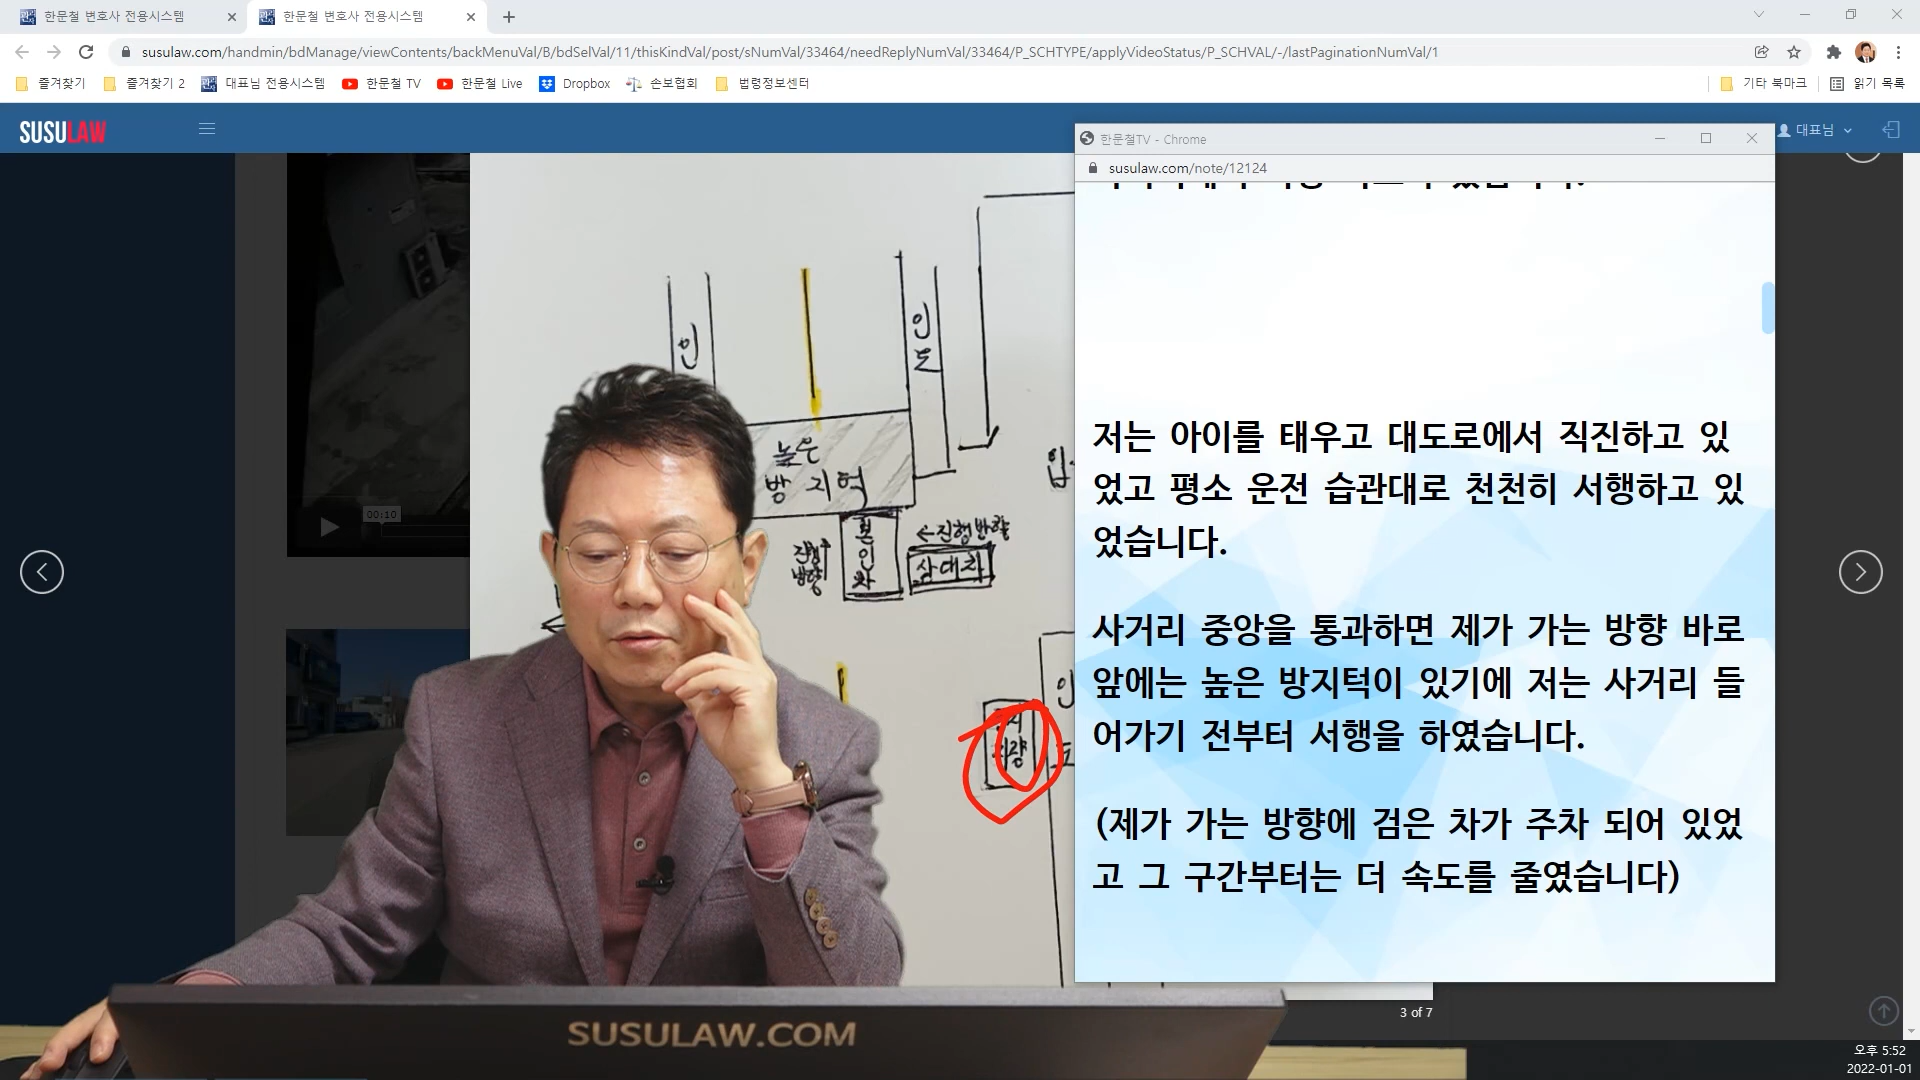 한문철 변호사 전용시스템
한문철 변호사 전용시스템
susulaw.com/handmin/bdManage/viewContents/backMenuVal/B/bdSelVal/11/thisKindVal/post/sNumVal/33464/needReplyNumVal/33464/P_SCHTYPE/applyVideoStatus/P_SCHVAL/-/lastPaginationNumVal/1
즐겨찾기
즐겨찾기 2
대표님 전용시스템
한문철 TV
한문철 Live
Dropbox
손보협회
법령정보센터
기타 북마크
읽기 목록
SUSULAW
대표님
한문철TV - Chrome
susulaw.com/note/12124
저는 아이를 태우고 대도로에서 직진하고 있
었고 평소 운전 습관대로 천천히 서행하고 있
었습니다.
사거리 중앙을 통과하면 제가 가는 방향 바로
앞에는 높은 방지턱이 있기에 저는 사거리 들
어가기 전부터 서행을 하였습니다.
(제가 가는 방향에 검은 차가 주차 되어 있었
고 그 구간부터는 더 속도를 줄였습니다)
00:10
인
인도
높은
방지턱
진행방향
본인차
←진행방향
상대차
3 of 7
SUSULAW.COM
오후 5:52
2022-01-01